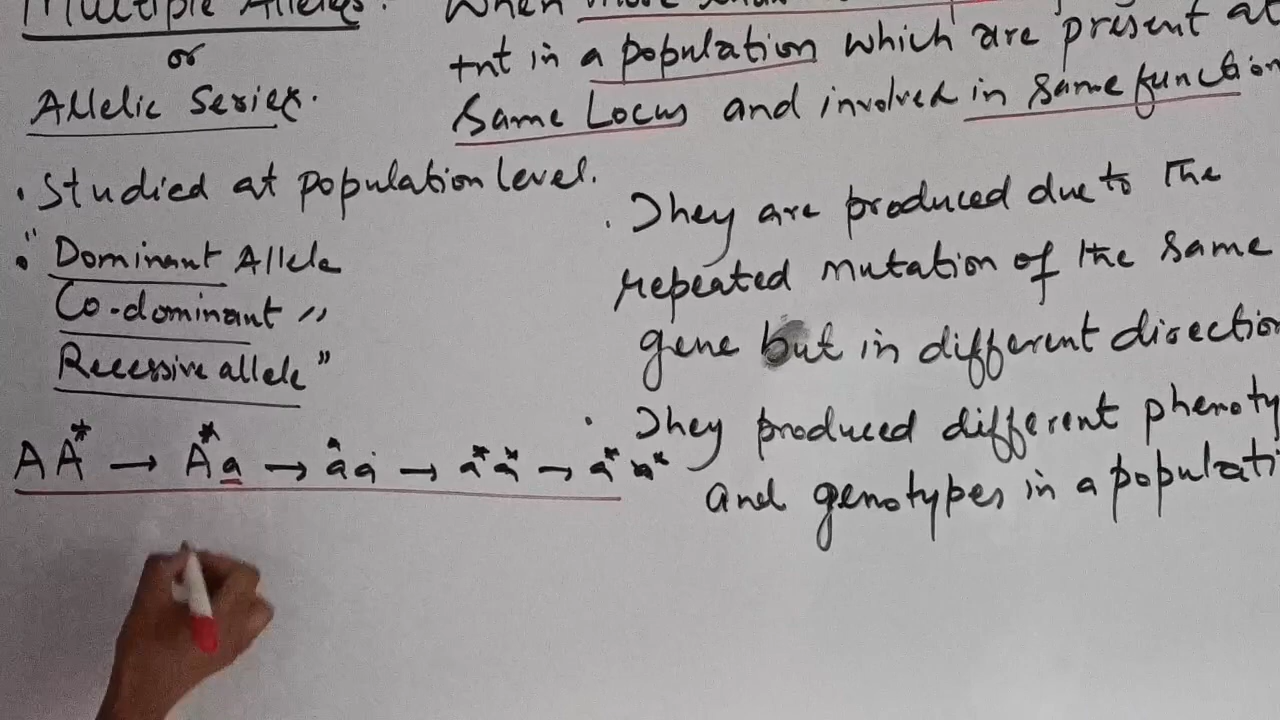 Multiple Alleles:
or
Allelic Series.
When more than
tnt in a population which are present at
same Locus and involved in same function
. Studied at population level.
• "Dominant Allele
Co-dominant "
Recessive allele"
AA* → A*a → aa → a*a* → a*a*
. They are produced due to the
repeated mutation of the same
gene but in different direction
. They produced different phenoty
and genotypes in a populati